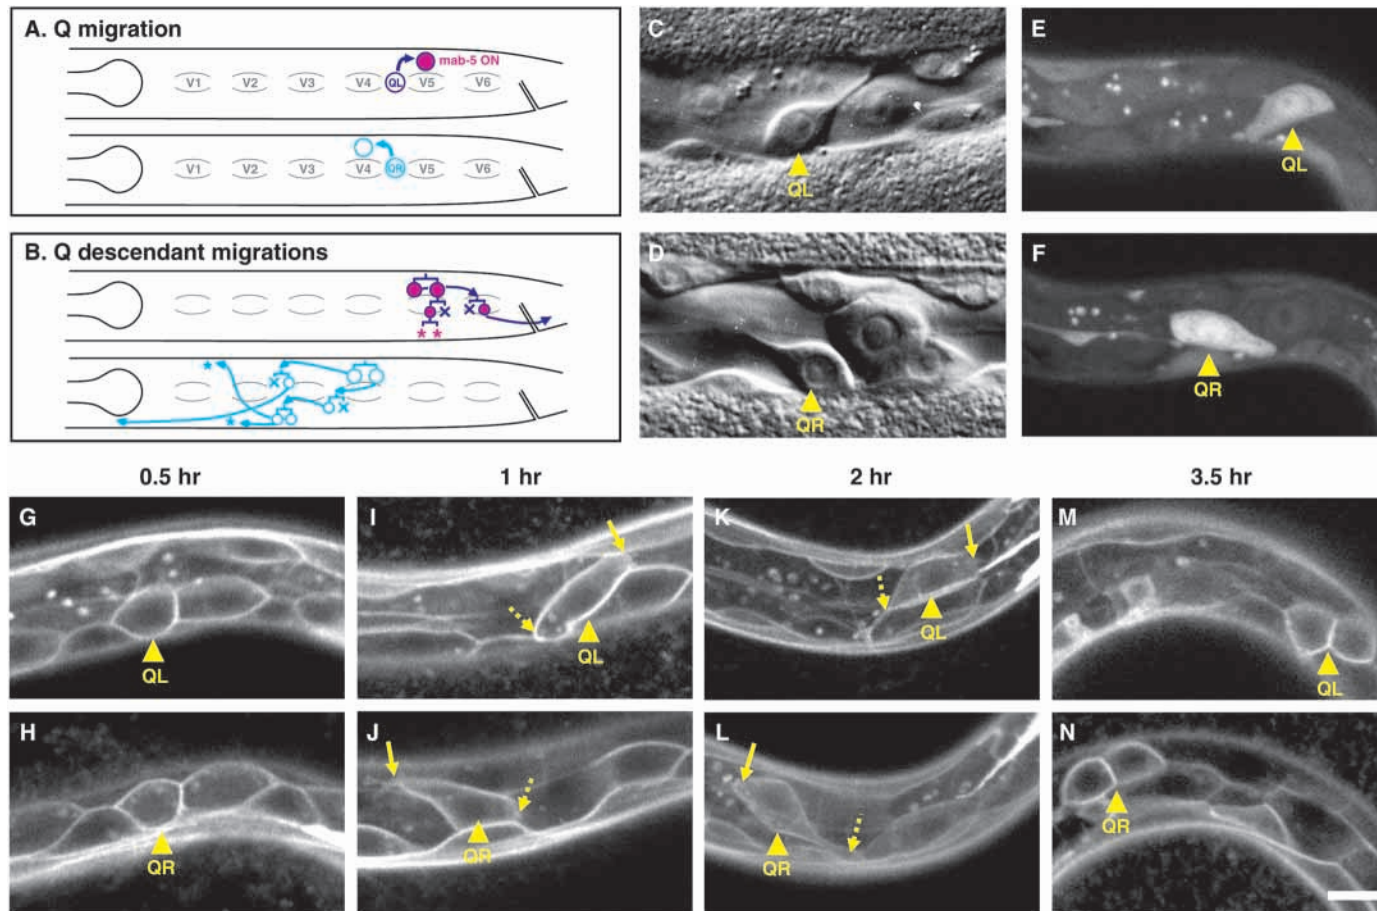 A. Q migration
mab-5 ON
QL
V1 V2 V3 V4 V5 V6
QR
V1 V2 V3 V4 V5 V6
B. Q descendant migrations
C
QL
D
QR
E
QL
F
QR
0.5 hr 1 hr 2 hr 3.5 hr
G
QL
I
QL
K
QL
M
QL
H
QR
J
QR
L
QR
N
QR